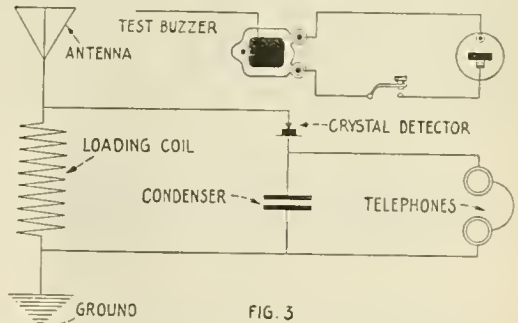 TEST BUZZER
ANTENNA
CRYSTAL DETECTOR
LOADING COIL
CONDENSER
TELEPHONES
GROUND
FIG. 3